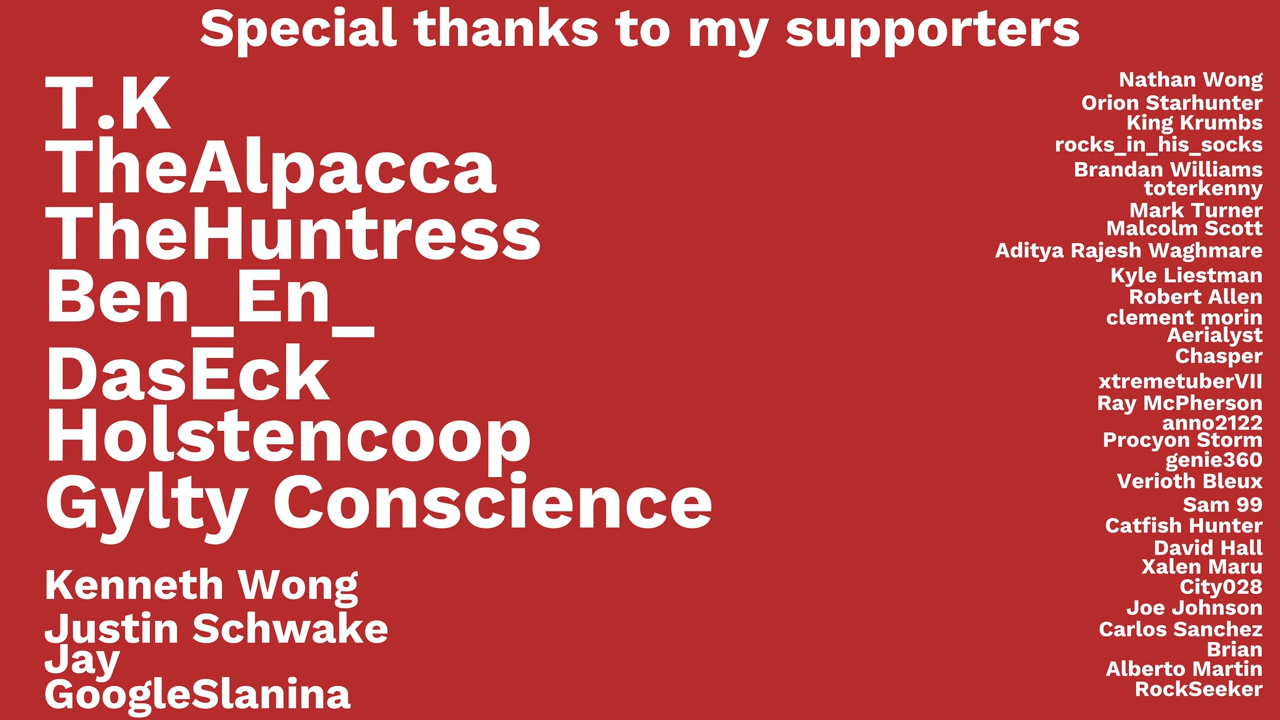 Special thanks to my supporters
T.K
TheAlpacca
TheHuntress
Ben_En_
DasEck
Holstencoop
Gylty Conscience
Kenneth Wong
Justin Schwake
Jay
GoogleSlanina
Nathan Wong
Orion Starhunter
King Krumbs
rocks_in_his_socks
Brandan Williams
toterkenny
Mark Turner
Malcolm Scott
Aditya Rajesh Waghmare
Kyle Liestman
Robert Allen
clement morin
Aerialyst
Chasper
xtremetuberVII
Ray McPherson
anno2122
Procyon Storm
genie360
Verioth Bleux
Sam 99
Catfish Hunter
David Hall
Xalen Maru
City028
Joe Johnson
Carlos Sanchez
Brian
Alberto Martin
RockSeeker